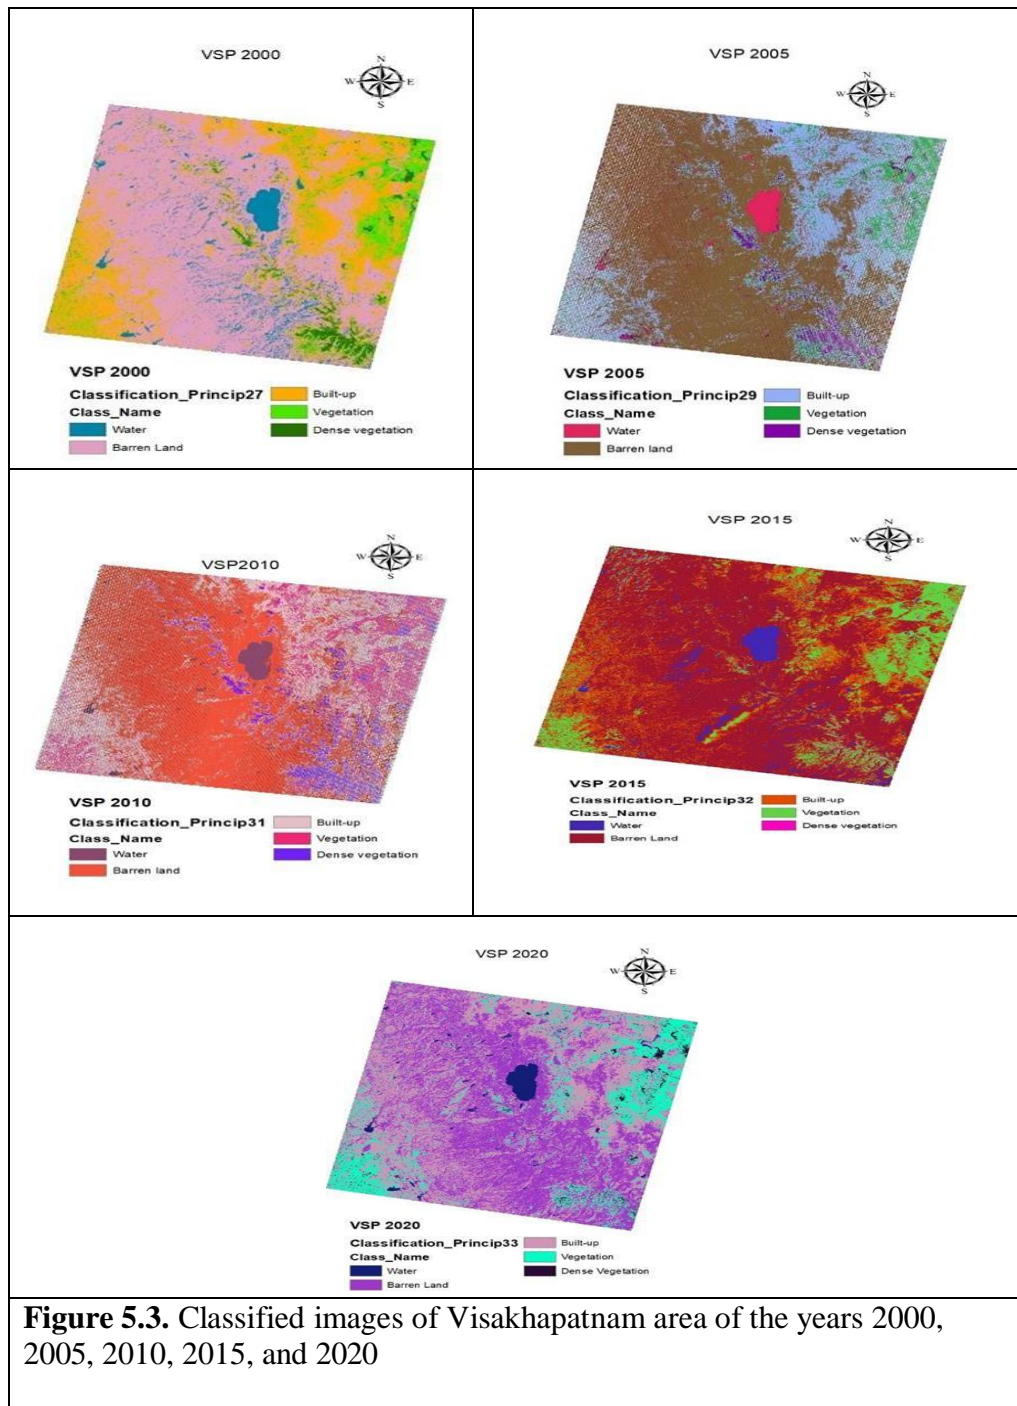 VSP 2000
N
W E
S
VSP 2000
Classification_Princip27
Class_Name
Water
Barren Land
Built-up
Vegetation
Dense vegetation
VSP 2005
N
W E
S
VSP 2005
Classification_Princip29
Class_Name
Water
Barren land
Built-up
Vegetation
Dense vegetation
VSP2010
N
W E
S
VSP 2010
Classification_Princip31
Class_Name
Water
Barren land
Built-up
Vegetation
Dense vegetation
VSP 2015
N
W E
S
VSP 2015
Classification_Princip32
Class_Name
Water
Barren Land
Built-up
Vegetation
Dense vegetation
VSP 2020
N
W E
S
VSP 2020
Classification_Princip33
Class_Name
Water
Barren Land
Built-up
Vegetation
Dense Vegetation
Figure 5.3. Classified images of Visakhapatnam area of the years 2000,
2005, 2010, 2015, and 2020